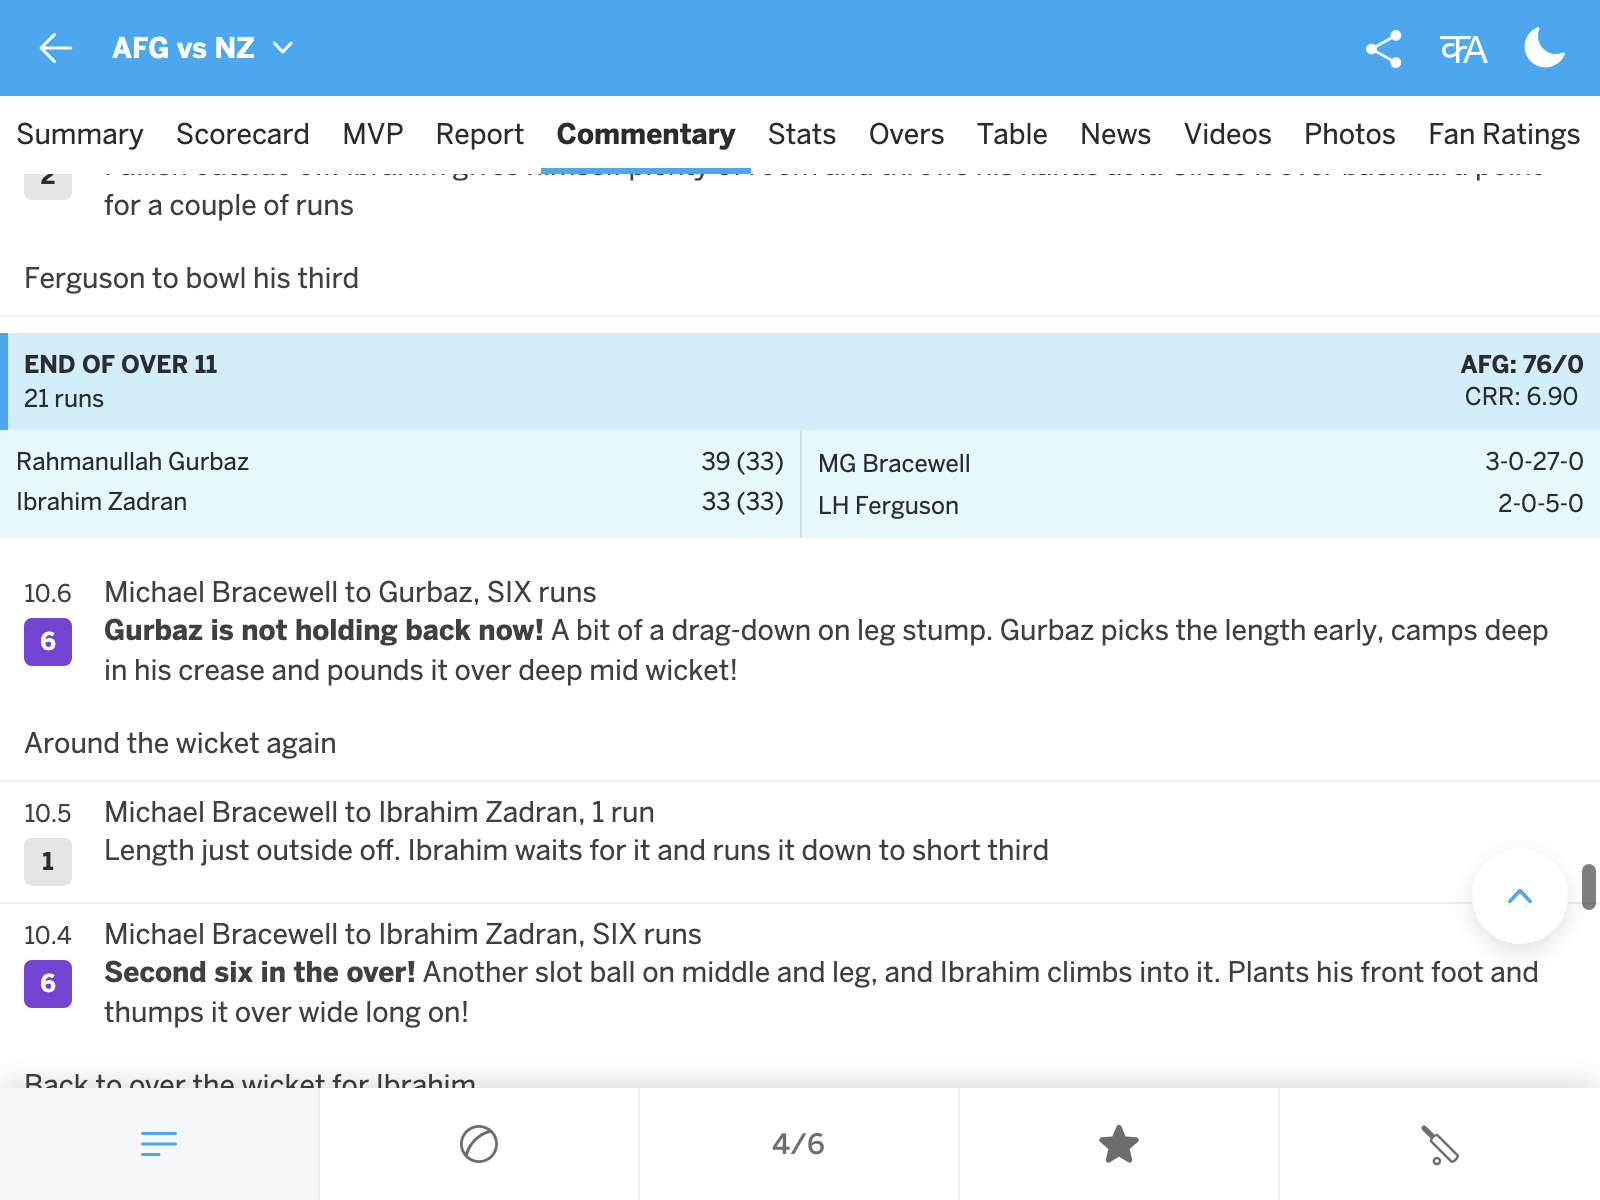 AFG vs NZ
Summary Scorecard MVP Report Commentary Stats Overs Table News Videos Photos Fan Ratings
2
for a couple of runs
Ferguson to bowl his third
END OF OVER 11 AFG: 76/0
21 runs CRR: 6.90
Rahmanullah Gurbaz 39 (33) MG Bracewell 3-0-27-0
Ibrahim Zadran 33 (33) LH Ferguson 2-0-5-0
10.6 Michael Bracewell to Gurbaz, SIX runs
6 Gurbaz is not holding back now! A bit of a drag-down on leg stump. Gurbaz picks the length early, camps deep
in his crease and pounds it over deep mid wicket!
Around the wicket again
10.5 Michael Bracewell to Ibrahim Zadran, 1 run
1 Length just outside off. Ibrahim waits for it and runs it down to short third
10.4 Michael Bracewell to Ibrahim Zadran, SIX runs
6 Second six in the over! Another slot ball on middle and leg, and Ibrahim climbs into it. Plants his front foot and
thumps it over wide long on!
Back to over the wicket for Ibrahim
4/6